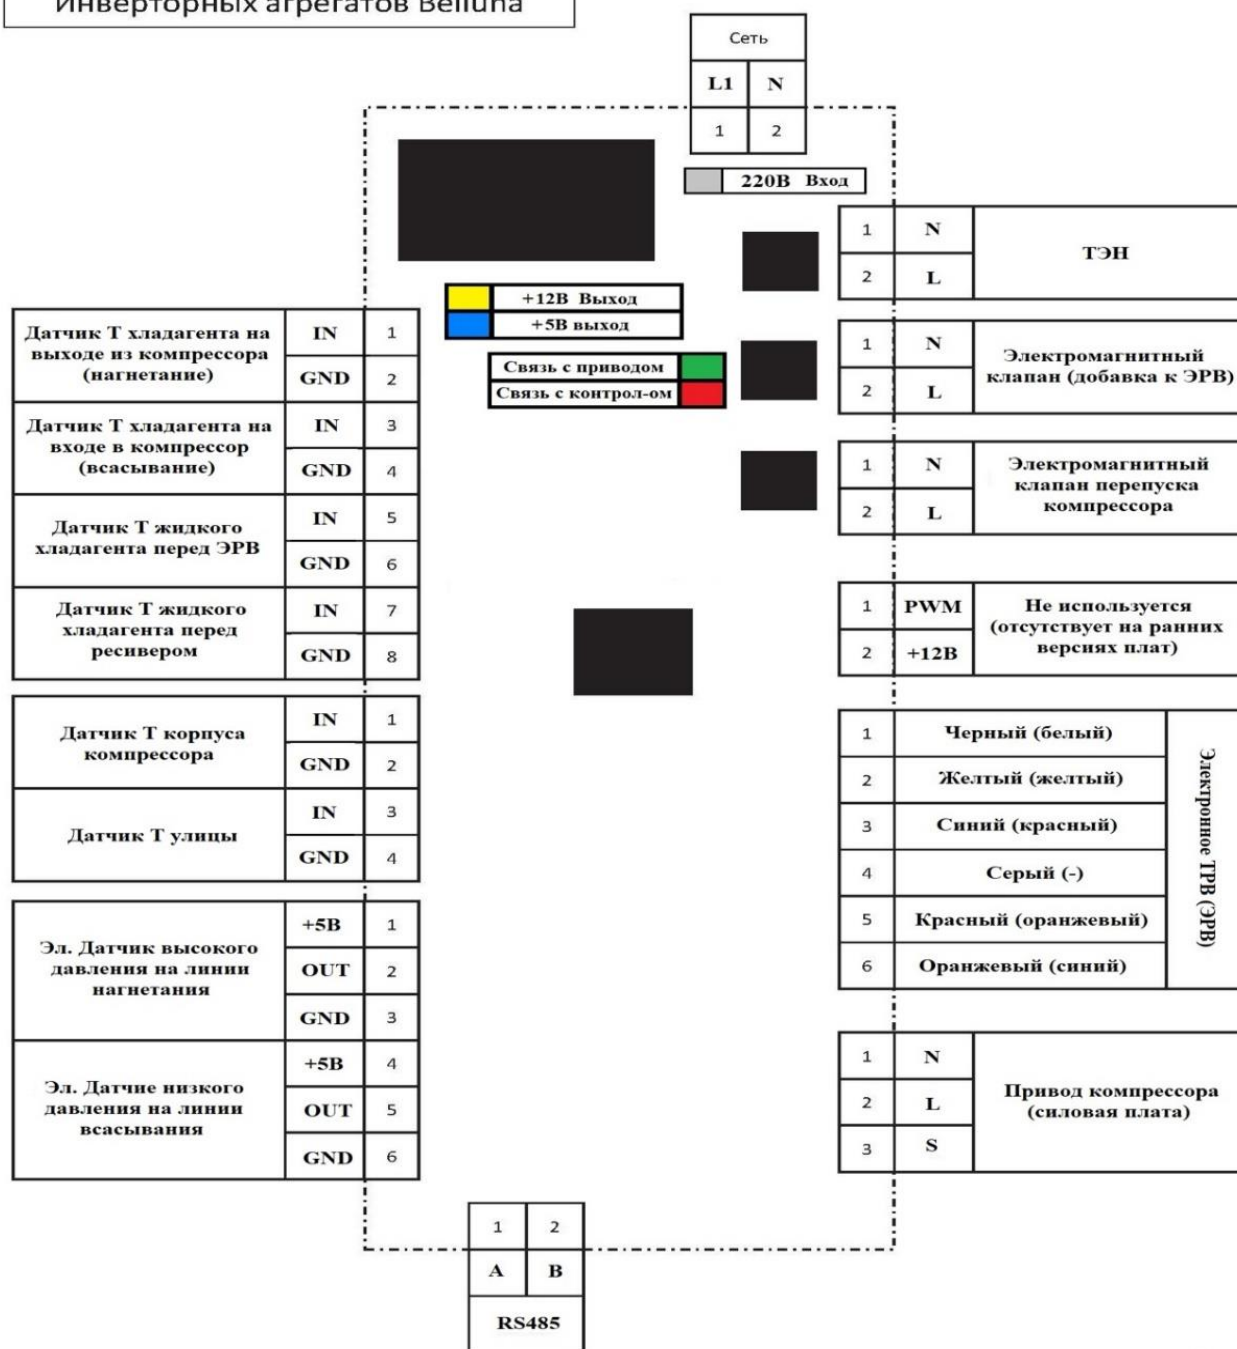 Инверторных агрегатов Belluna
Сеть
L1 N
1 2
220В Вход
+12В Выход
+5В выход
Связь с приводом
Связь с контрол-ом
Датчик Т хладагента на
выходе из компрессора
(нагнетание)
IN 1
GND 2
Датчик Т хладагента на
входе в компрессор
(всасывание)
IN 3
GND 4
Датчик Т жидкого
хладагента перед ЭРВ
IN 5
GND 6
Датчик Т жидкого
хладагента перед
ресивером
IN 7
GND 8
Датчик Т корпуса
компрессора
IN 1
GND 2
Датчик Т улицы
IN 3
GND 4
Эл. Датчик высокого
давления на линии
нагнетания
+5В 1
OUT 2
GND 3
Эл. Датчие низкого
давления на линии
всасывания
+5В 4
OUT 5
GND 6
1 N
2 L
ТЭН
1 N
2 L
Электромагнитный
клапан (добавка к ЭРВ)
1 N
2 L
Электромагнитный
клапан перепуска
компрессора
1 PWM
2 +12В
Не используется
(отсутствует на ранних
версиях плат)
1 Черный (белый)
2 Желтый (желтый)
3 Синий (красный)
4 Серый (-)
5 Красный (оранжевый)
6 Оранжевый (синий)
Электронное ТРВ (ЭРВ)
1 N
2 L
3 S
Привод компрессора
(силовая плата)
1 2
A B
RS485